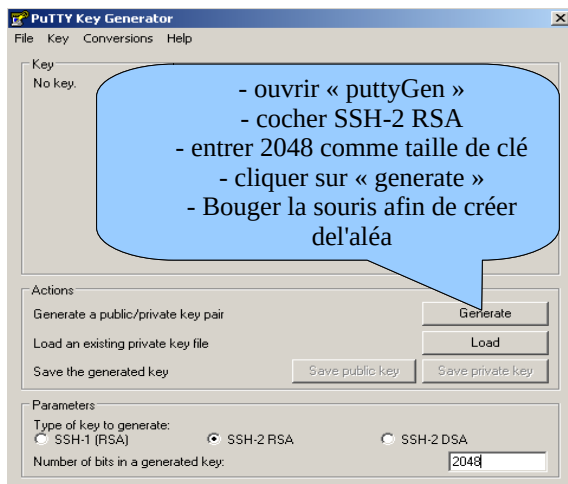 PuTTY Key Generator
File Key Conversions Help
Key
No key.
- ouvrir « puttyGen »
- cocher SSH-2 RSA
- entrer 2048 comme taille de clé
- cliquer sur « generate »
- Bouger la souris afin de créer
del'aléa
Actions
Generate a public/private key pair
Generate
Load an existing private key file
Load
Save the generated key
Save public key
Save private key
Parameters
Type of key to generate:
SSH-1 (RSA)
SSH-2 RSA
SSH-2 DSA
Number of bits in a generated key:
2048